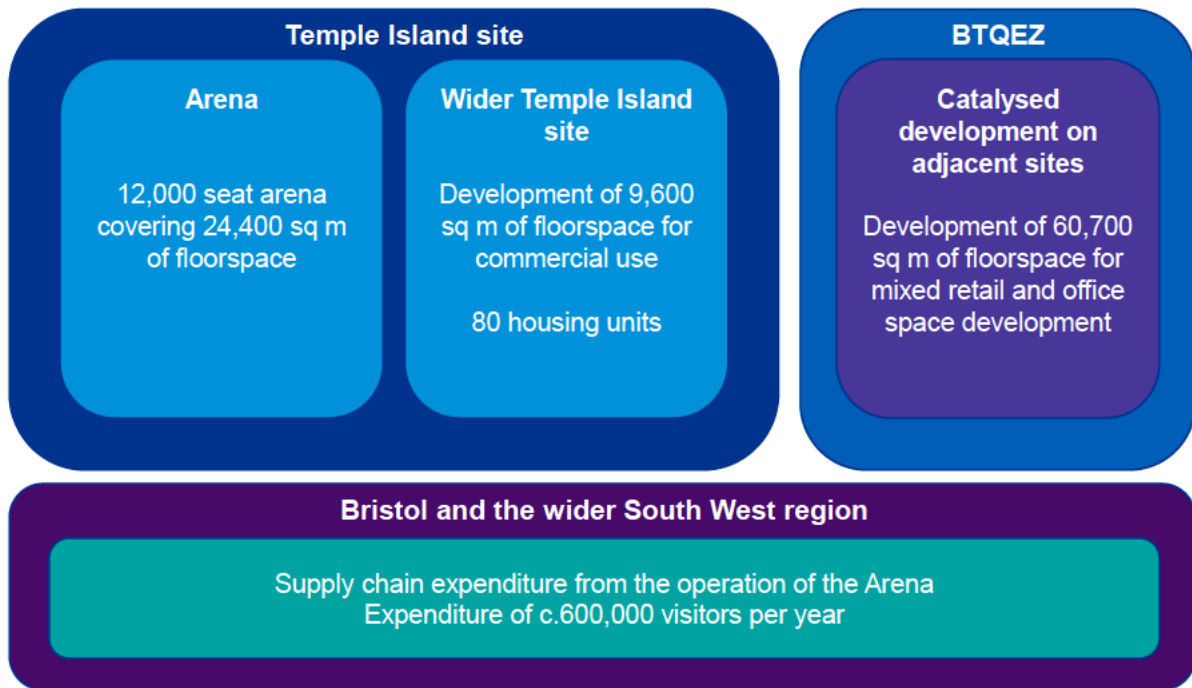 Temple Island site
Arena
12,000 seat arena
covering 24,400 sq m
of floorspace
Wider Temple Island
site
Development of 9,600
sq m of floorspace for
commercial use
80 housing units
BTQEZ
Catalysed
development on
adjacent sites
Development of 60,700
sq m of floorspace for
mixed retail and office
space development
Bristol and the wider South West region
Supply chain expenditure from the operation of the Arena
Expenditure of c.600,000 visitors per year